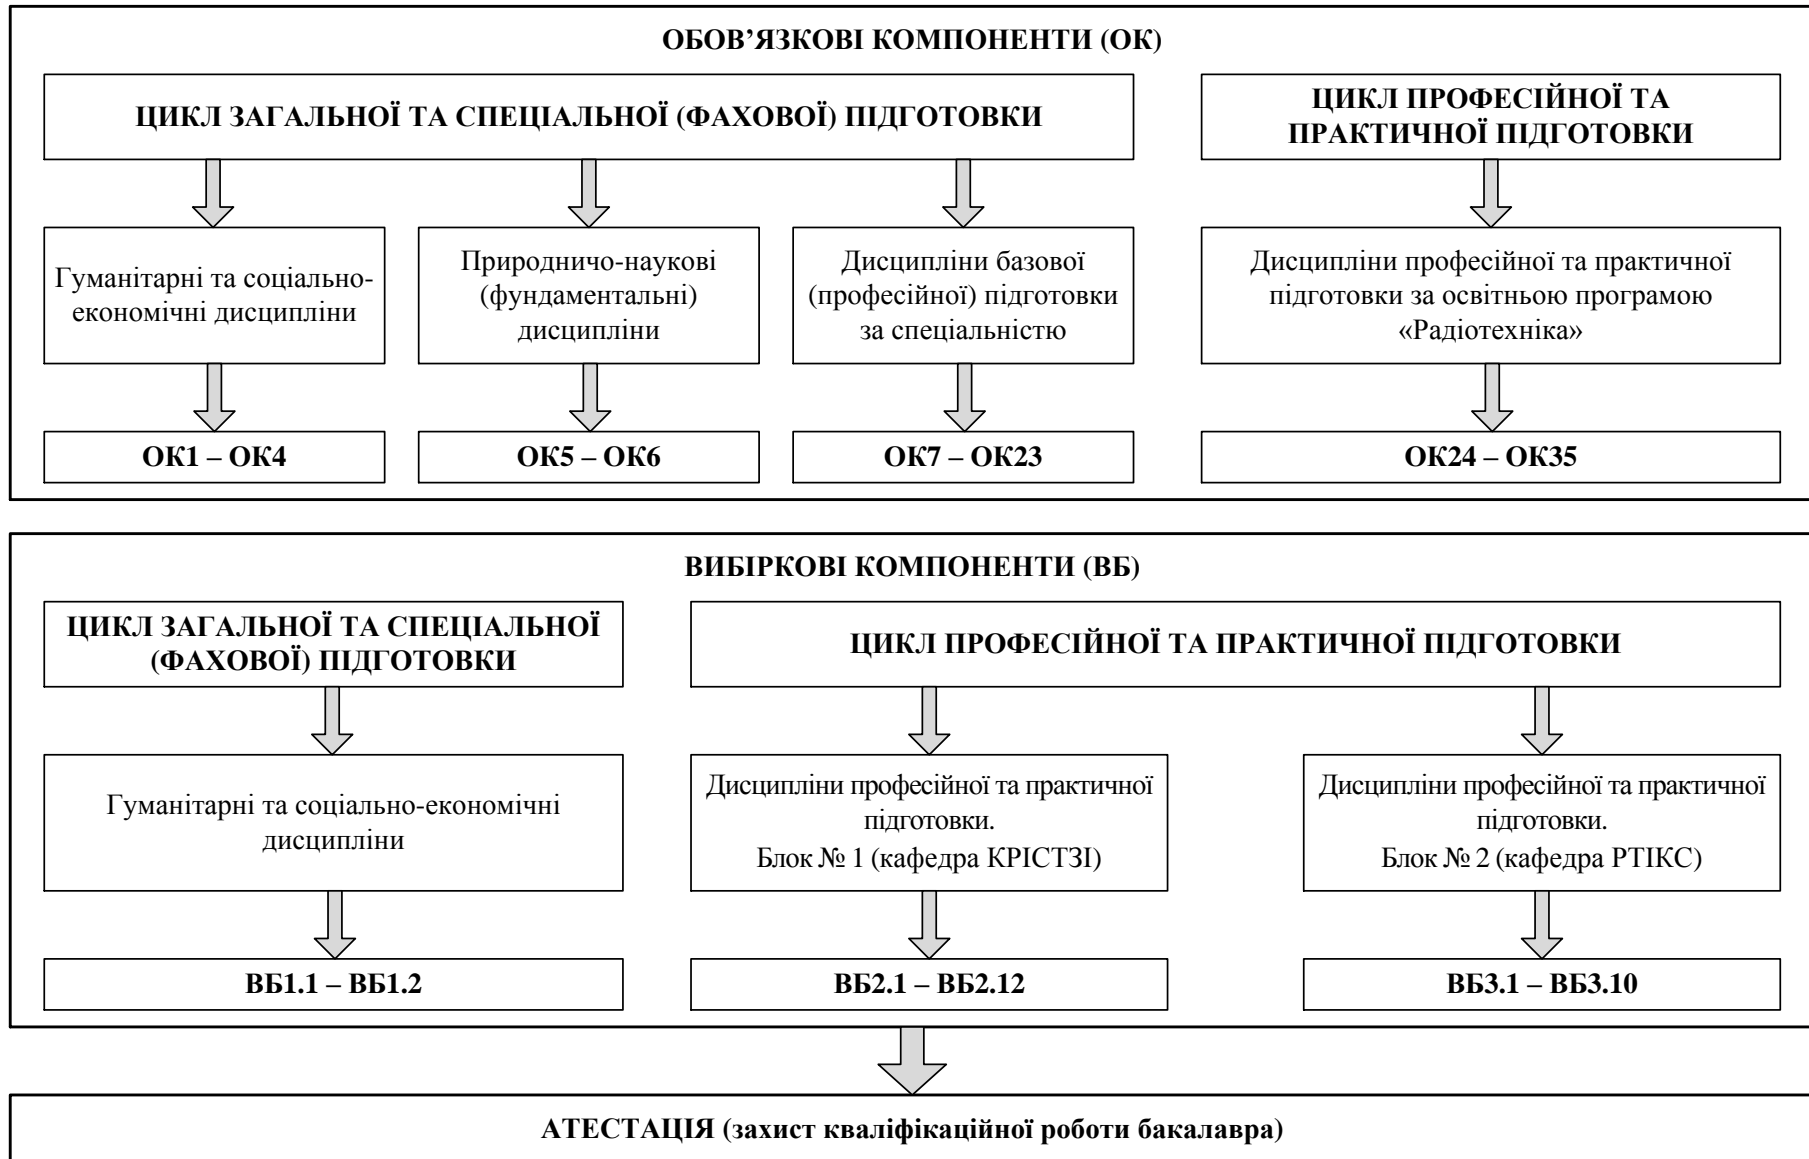 ОБОВ’ЯЗКОВІ КОМПОНЕНТИ (ОК)
ЦИКЛ ЗАГАЛЬНОЇ ТА СПЕЦІАЛЬНОЇ (ФАХОВОЇ) ПІДГОТОВКИ
ЦИКЛ ПРОФЕСІЙНОЇ ТА
ПРАКТИЧНОЇ ПІДГОТОВКИ
Гуманітарні та соціально-
економічні дисципліни
Природничо-наукові
(фундаментальні)
дисципліни
Дисципліни базової
(професійної) підготовки
за спеціальністю
Дисципліни професійної та практичної
підготовки за освітньою програмою
«Радіотехніка»
ОК1 – ОК4
ОК5 – ОК6
ОК7 – ОК23
ОК24 – ОК35
ВИБІРКОВІ КОМПОНЕНТИ (ВБ)
ЦИКЛ ЗАГАЛЬНОЇ ТА СПЕЦІАЛЬНОЇ
(ФАХОВОЇ) ПІДГОТОВКИ
ЦИКЛ ПРОФЕСІЙНОЇ ТА ПРАКТИЧНОЇ ПІДГОТОВКИ
Гуманітарні та соціально-економічні
дисципліни
Дисципліни професійної та практичної
підготовки.
Блок № 1 (кафедра КРІСТЗІ)
Дисципліни професійної та практичної
підготовки.
Блок № 2 (кафедра РТІКС)
ВБ1.1 – ВБ1.2
ВБ2.1 – ВБ2.12
ВБ3.1 – ВБ3.10
АТЕСТАЦІЯ (захист кваліфікаційної роботи бакалавра)